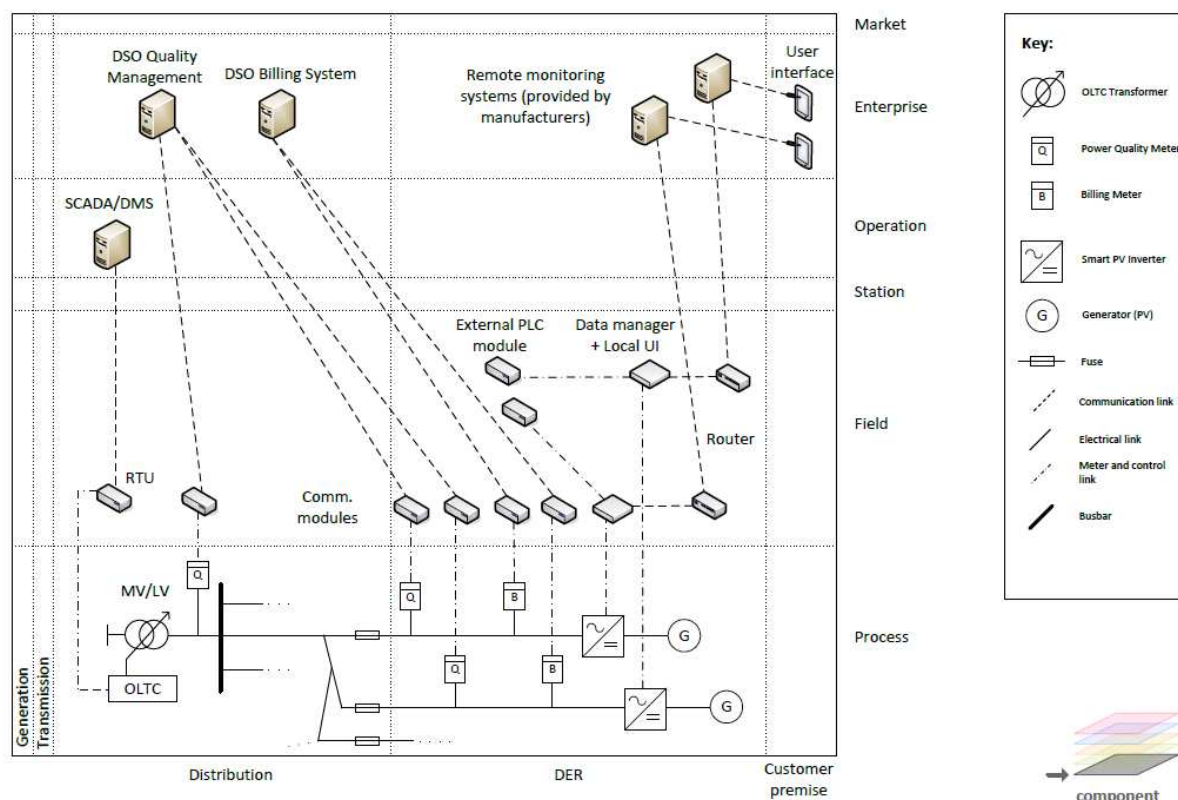 Market
DSO Quality
Management
DSO Billing System
Remote monitoring
systems (provided by
manufacturers)
User
interface
Enterprise
SCADA/DMS
Operation
Station
External PLC
module
Data manager
+ Local UI
Field
Router
RTU
Comm.
modules
MV/LV
Q
Q
B
Q
B
G
G
OLTC
Process
Generation
Transmission
Distribution
DER
Customer
premise
Key:
OLTC Transformer
Q
Power Quality Meter
B
Billing Meter
Smart PV Inverter
G
Generator (PV)
Fuse
Communication link
Electrical link
Meter and control
link
Busbar
component